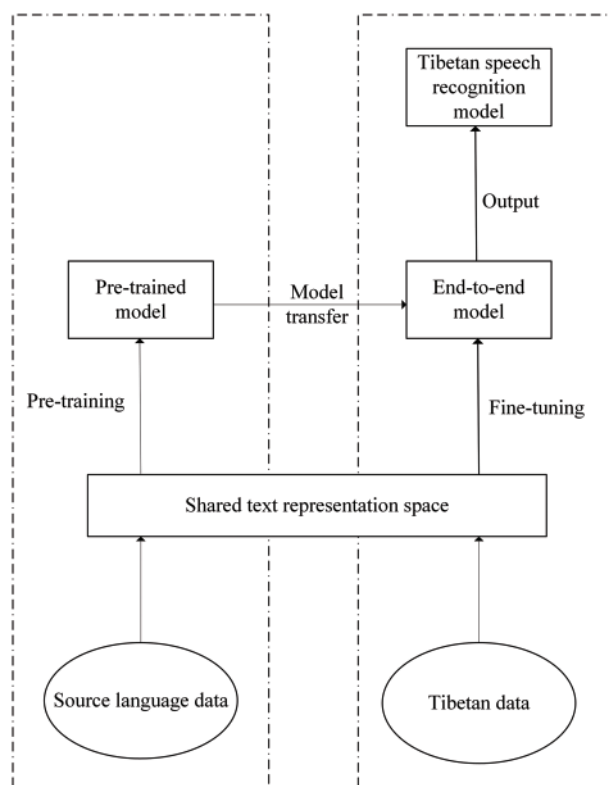 Tibetan speech
recognition
model
Output
Pre-trained
model
Model
transfer
End-to-end
model
Pre-training
Fine-tuning
Shared text representation space
Source language data
Tibetan data